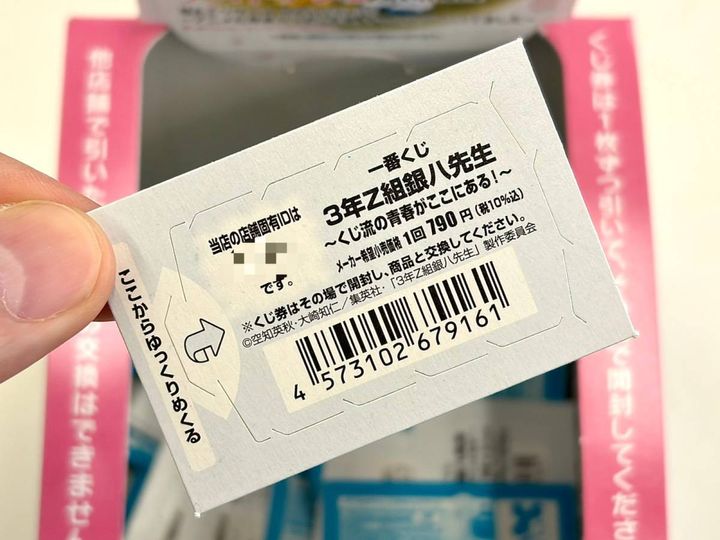 他店舗で引いた
交換はできません
一番くじ
3年Z組銀八先生
～くじ流の青春がここにある!～
メーカー希望小売価格 1回790円(税10%込)
当店の店舗固有IDは
です。
※くじ券はその場で開封し、商品と交換してください。
©空知英秋・大崎知仁／集英社・「3年Z組銀八先生」製作委員会
4 573102 679161
ここからゆっくりめくる
くじ券は1枚ずつ引いて
で開封してくださ